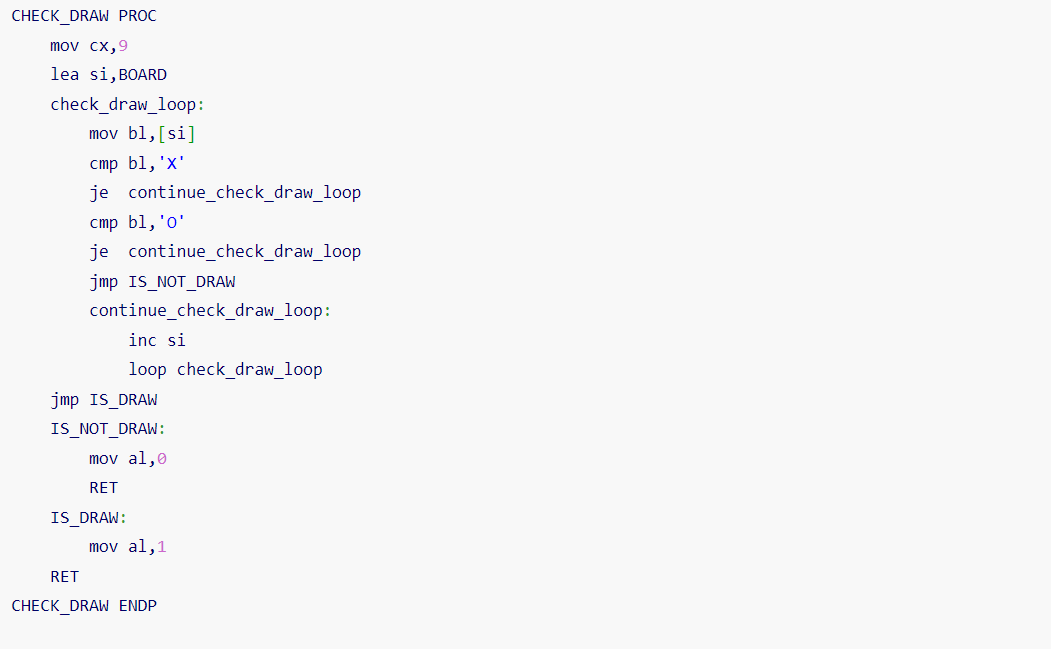 CHECK_DRAW PROC
    mov cx,9
    lea si,BOARD
    check_draw_loop:
        mov bl,[si]
        cmp bl,'X'
        je  continue_check_draw_loop
        cmp bl,'O'
        je  continue_check_draw_loop
        jmp IS_NOT_DRAW
        continue_check_draw_loop:
            inc si
            loop check_draw_loop
    jmp IS_DRAW
    IS_NOT_DRAW:
        mov al,0
        RET
    IS_DRAW:
        mov al,1
    RET
CHECK_DRAW ENDP